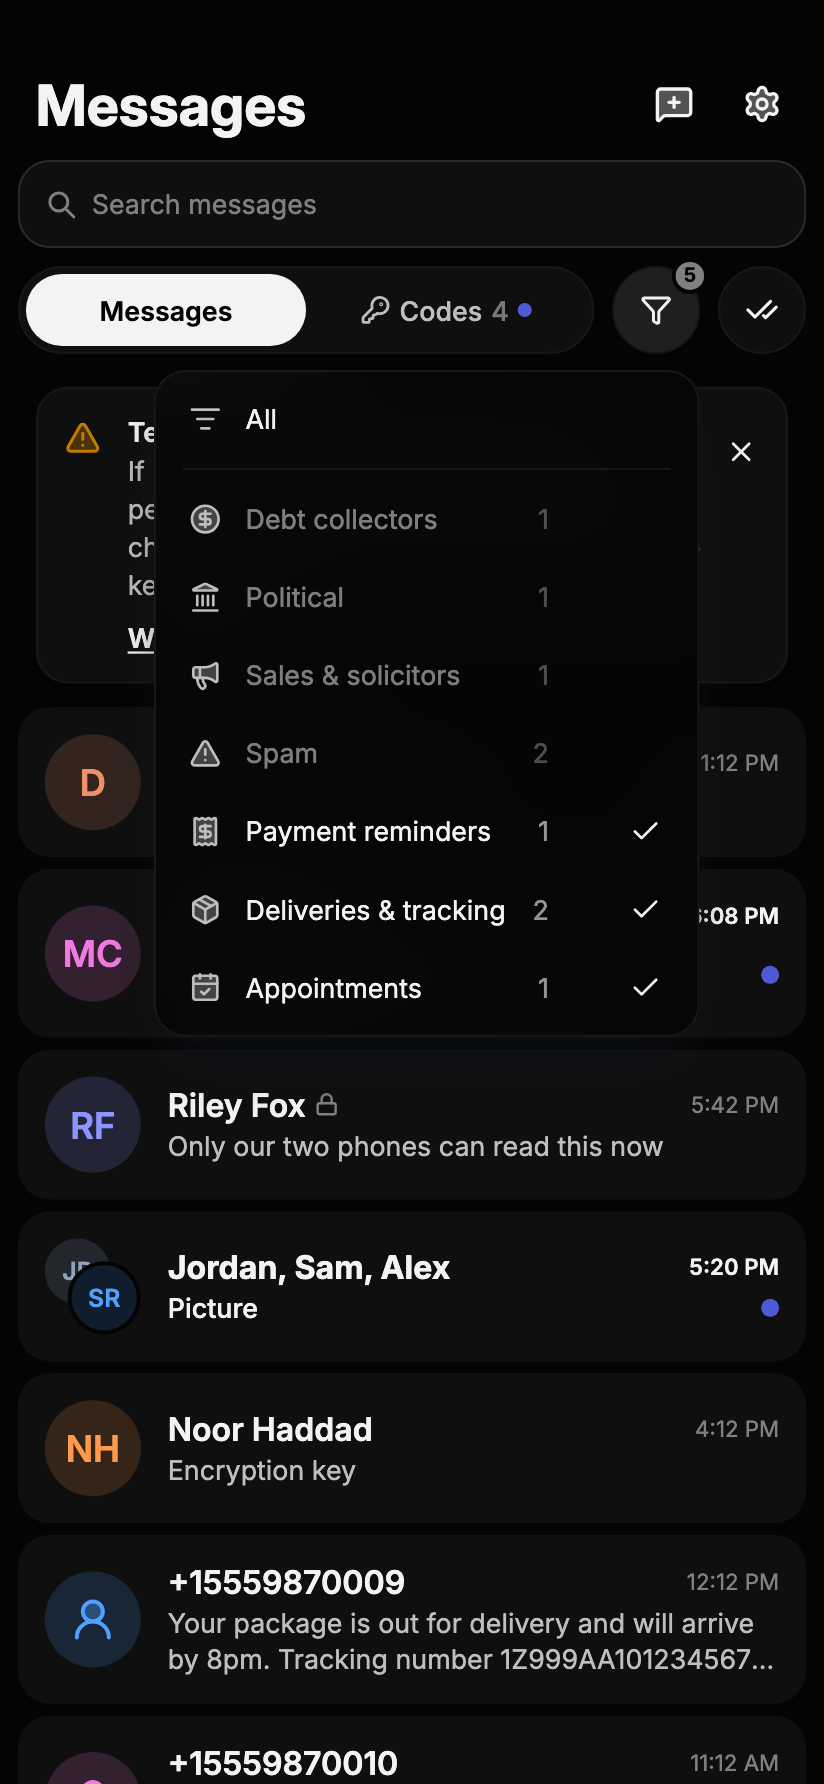 Messages
Search messages
Messages
Codes 4
5
All
Debt collectors 1
Political 1
Sales & solicitors 1
Spam 2
Payment reminders 1
Deliveries & tracking 2
Appointments 1
If
D
1:12 PM
MC
:08 PM
RF
Riley Fox
5:42 PM
Only our two phones can read this now
SR
Jordan, Sam, Alex
5:20 PM
Picture
NH
Noor Haddad
4:12 PM
Encryption key
+15559870009
12:12 PM
Your package is out for delivery and will arrive
by 8pm. Tracking number 1Z999AA101234567...
+15559870010
11:12 AM